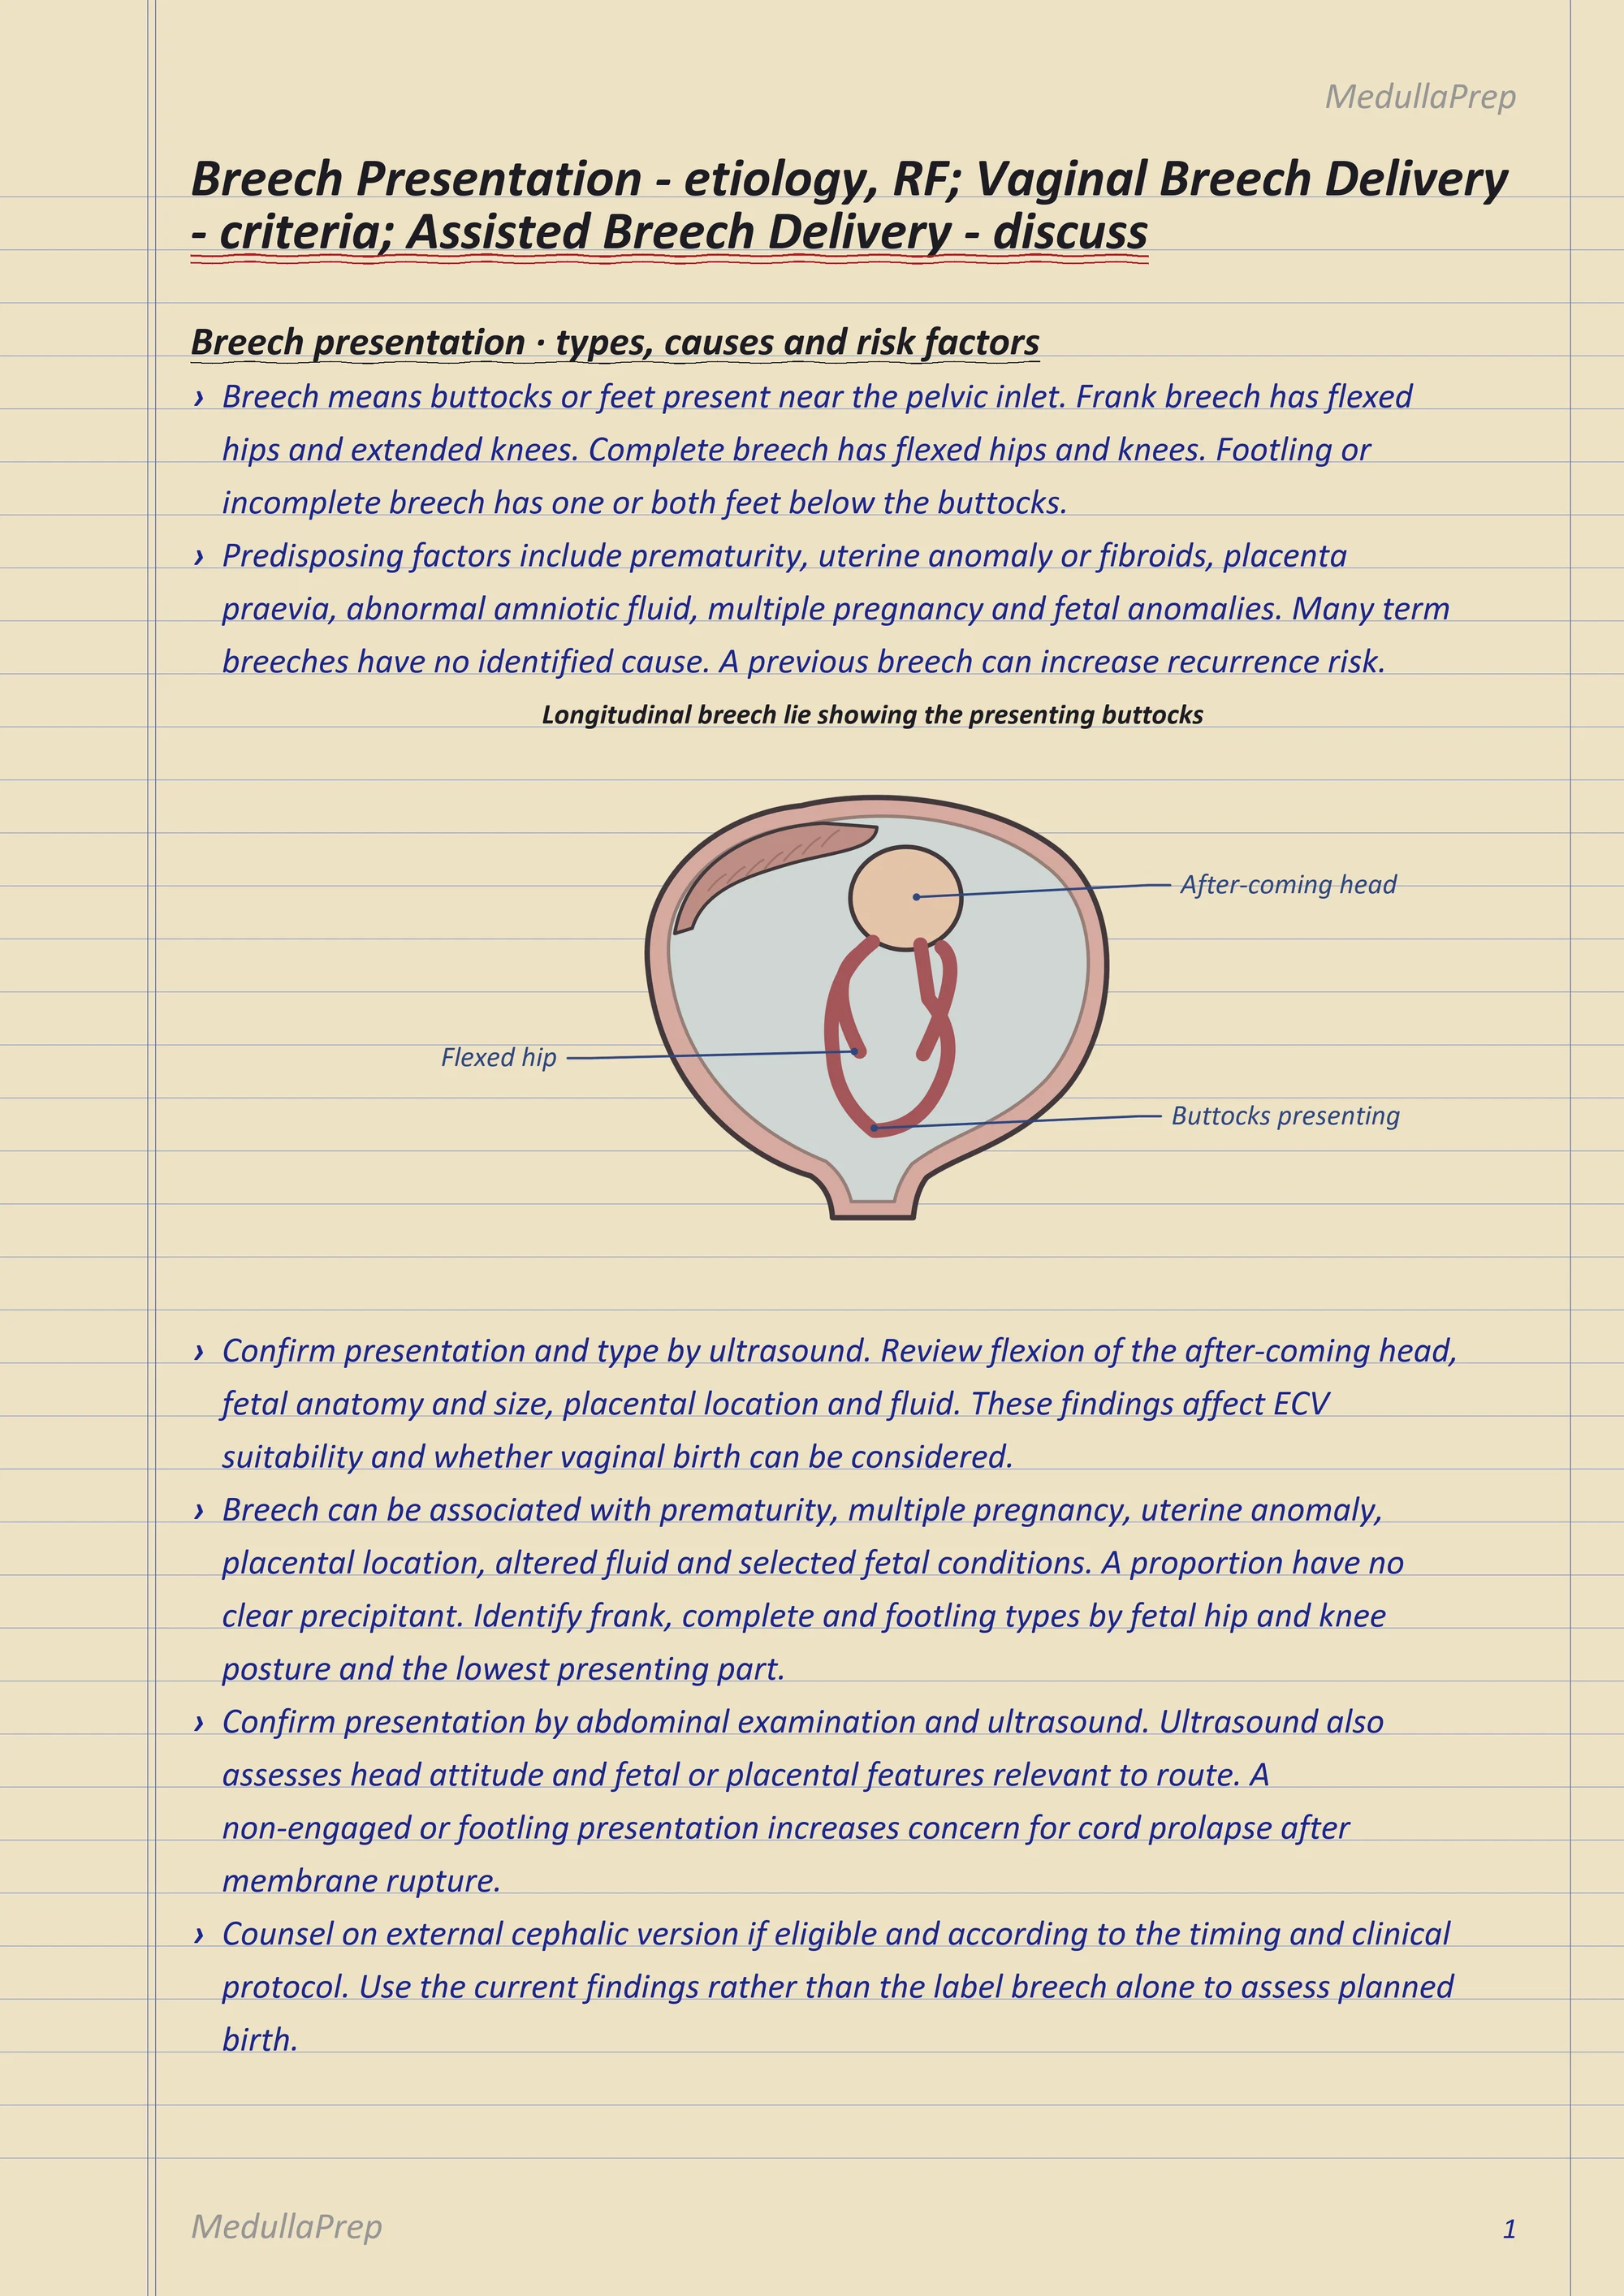 MedullaPrep
Breech Presentation - etiology, RF; Vaginal Breech Delivery
- criteria; Assisted Breech Delivery - discuss
Breech presentation · types, causes and risk factors
› Breech means buttocks or feet present near the pelvic inlet. Frank breech has flexed
hips and extended knees. Complete breech has flexed hips and knees. Footling or
incomplete breech has one or both feet below the buttocks.
› Predisposing factors include prematurity, uterine anomaly or fibroids, placenta
praevia, abnormal amniotic fluid, multiple pregnancy and fetal anomalies. Many term
breeches have no identified cause. A previous breech can increase recurrence risk.
Longitudinal breech lie showing the presenting buttocks
After-coming head
Flexed hip
Buttocks presenting
› Confirm presentation and type by ultrasound. Review flexion of the after-coming head,
fetal anatomy and size, placental location and fluid. These findings affect ECV
suitability and whether vaginal birth can be considered.
› Breech can be associated with prematurity, multiple pregnancy, uterine anomaly,
placental location, altered fluid and selected fetal conditions. A proportion have no
clear precipitant. Identify frank, complete and footling types by fetal hip and knee
posture and the lowest presenting part.
› Confirm presentation by abdominal examination and ultrasound. Ultrasound also
assesses head attitude and fetal or placental features relevant to route. A
non-engaged or footling presentation increases concern for cord prolapse after
membrane rupture.
› Counsel on external cephalic version if eligible and according to the timing and clinical
protocol. Use the current findings rather than the label breech alone to assess planned
birth.
MedullaPrep
1